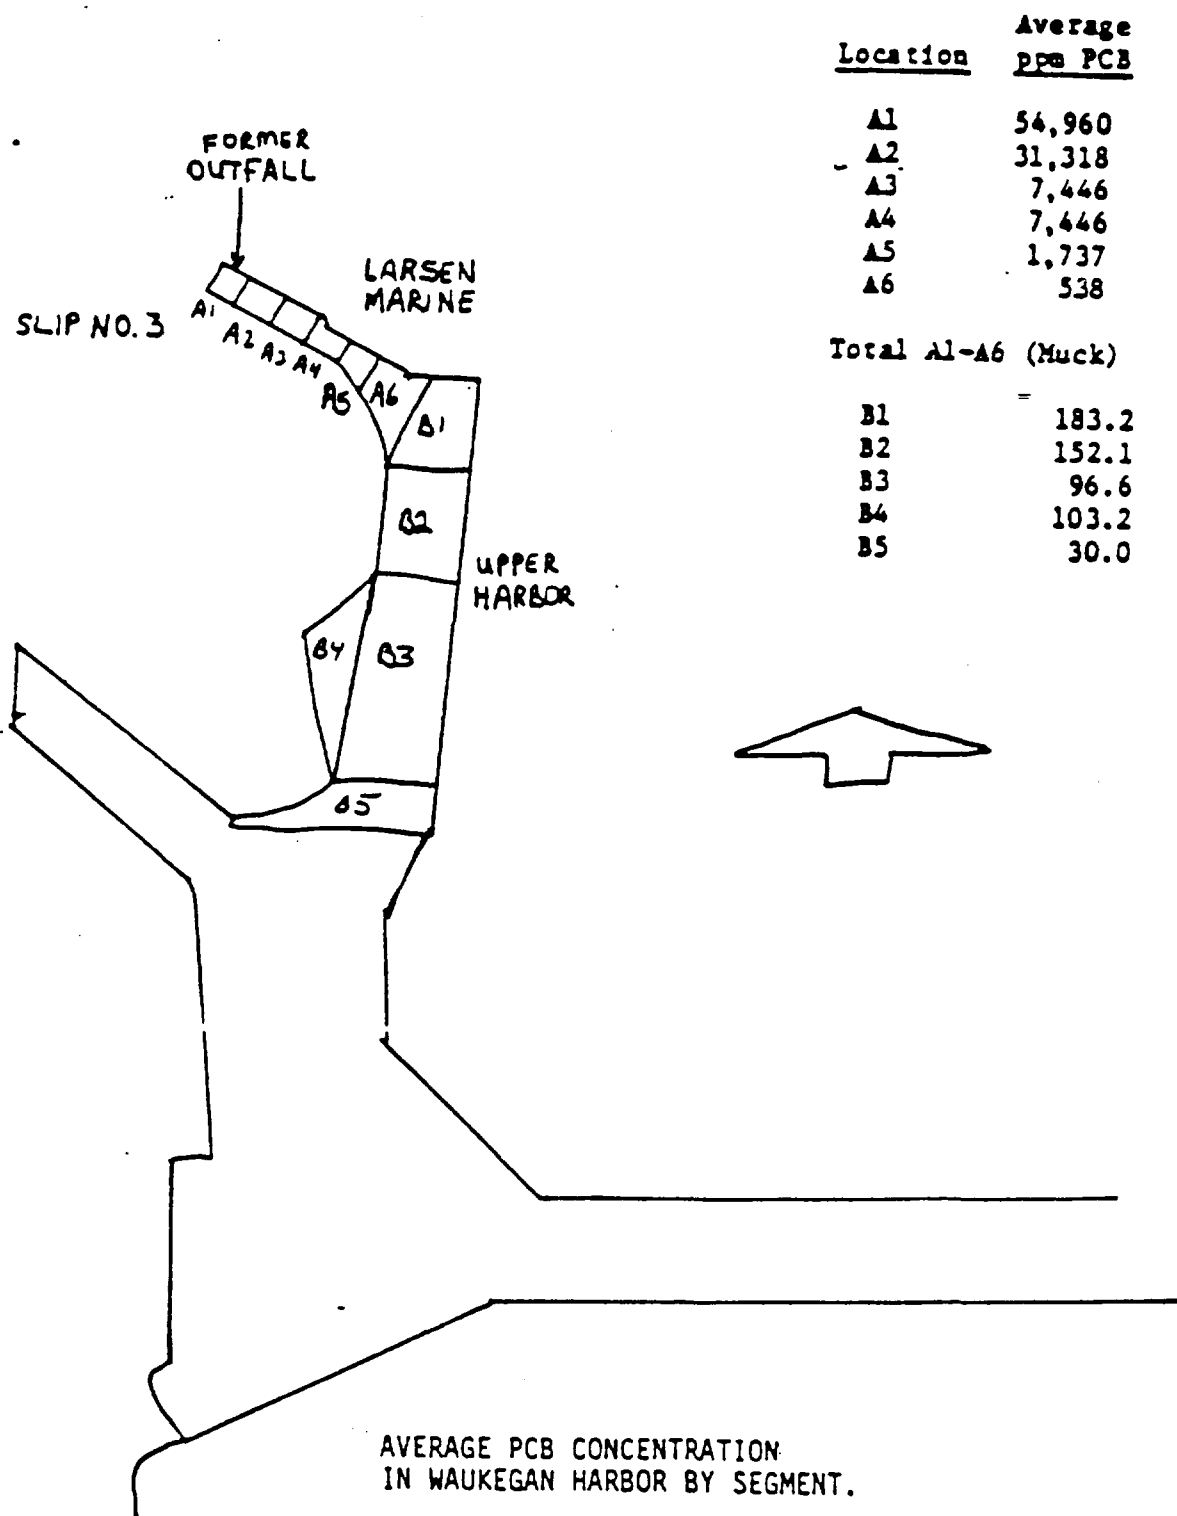 Average
Location ppm PCB
A1 54,960
A2 31,318
A3 7,446
A4 7,446
A5 1,737
A6 538
Total A1-A6 (Muck)
B1 183.2
B2 152.1
B3 96.6
B4 103.2
B5 30.0
FORMER
OUTFALL
LARSEN
MARINE
SLIP NO. 3
A1
A2
A3
A4
A5
A6
B1
B2
UPPER
HARBOR
B4
B3
B5
AVERAGE PCB CONCENTRATION
IN WAUKEGAN HARBOR BY SEGMENT.